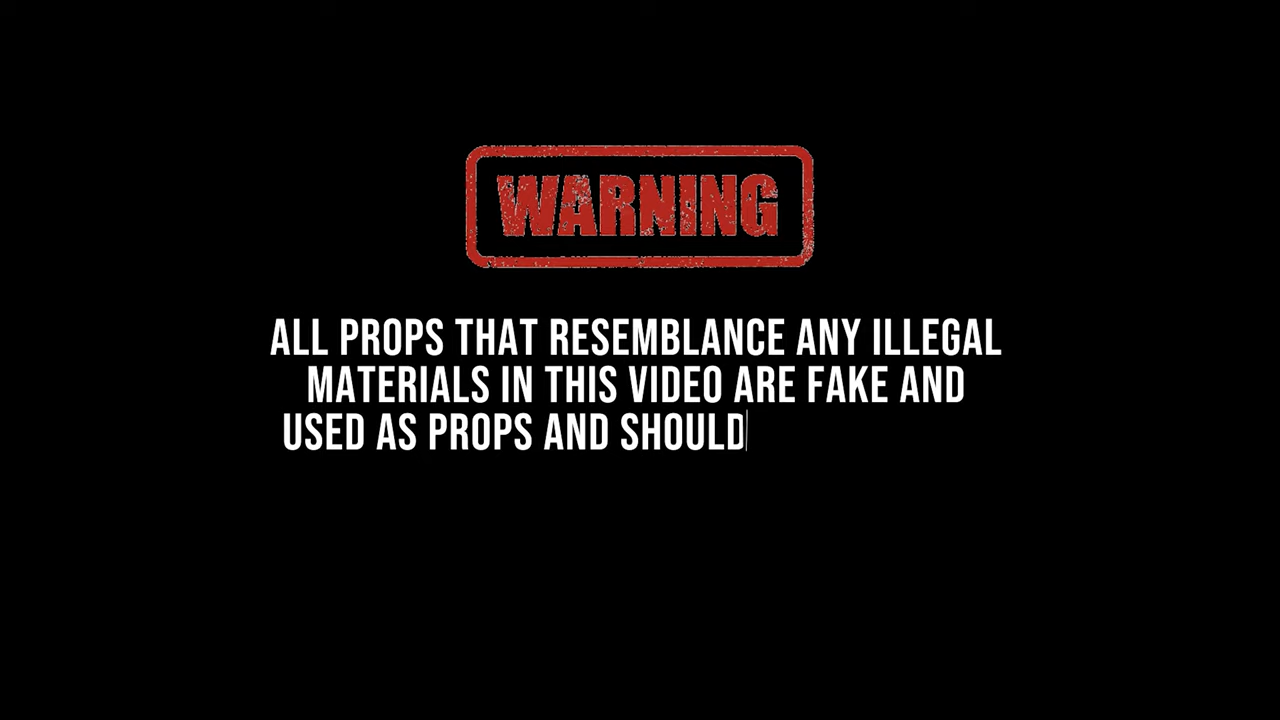 WARNING
ALL PROPS THAT RESEMBLANCE ANY ILLEGAL
MATERIALS IN THIS VIDEO ARE FAKE AND
USED AS PROPS AND SHOULD